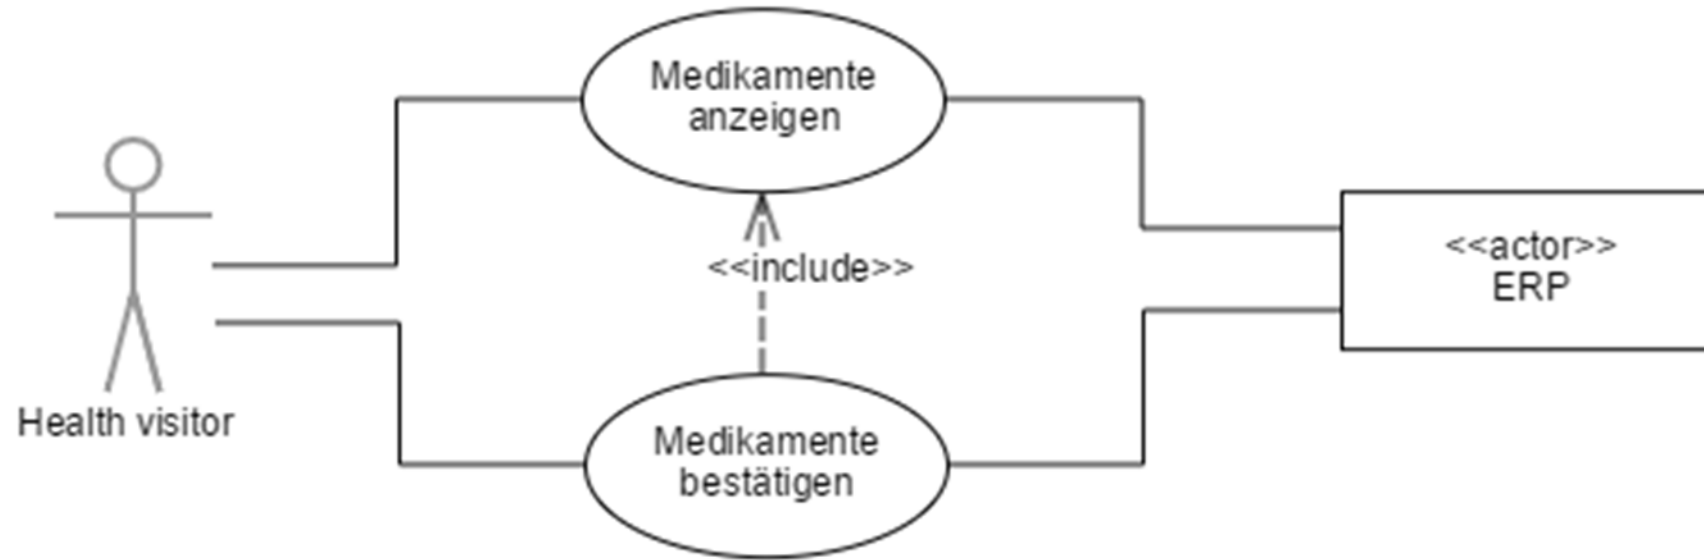 Medikamente
anzeigen
<<include>>
<<actor>>
ERP
Health visitor
Medikamente
bestätigen